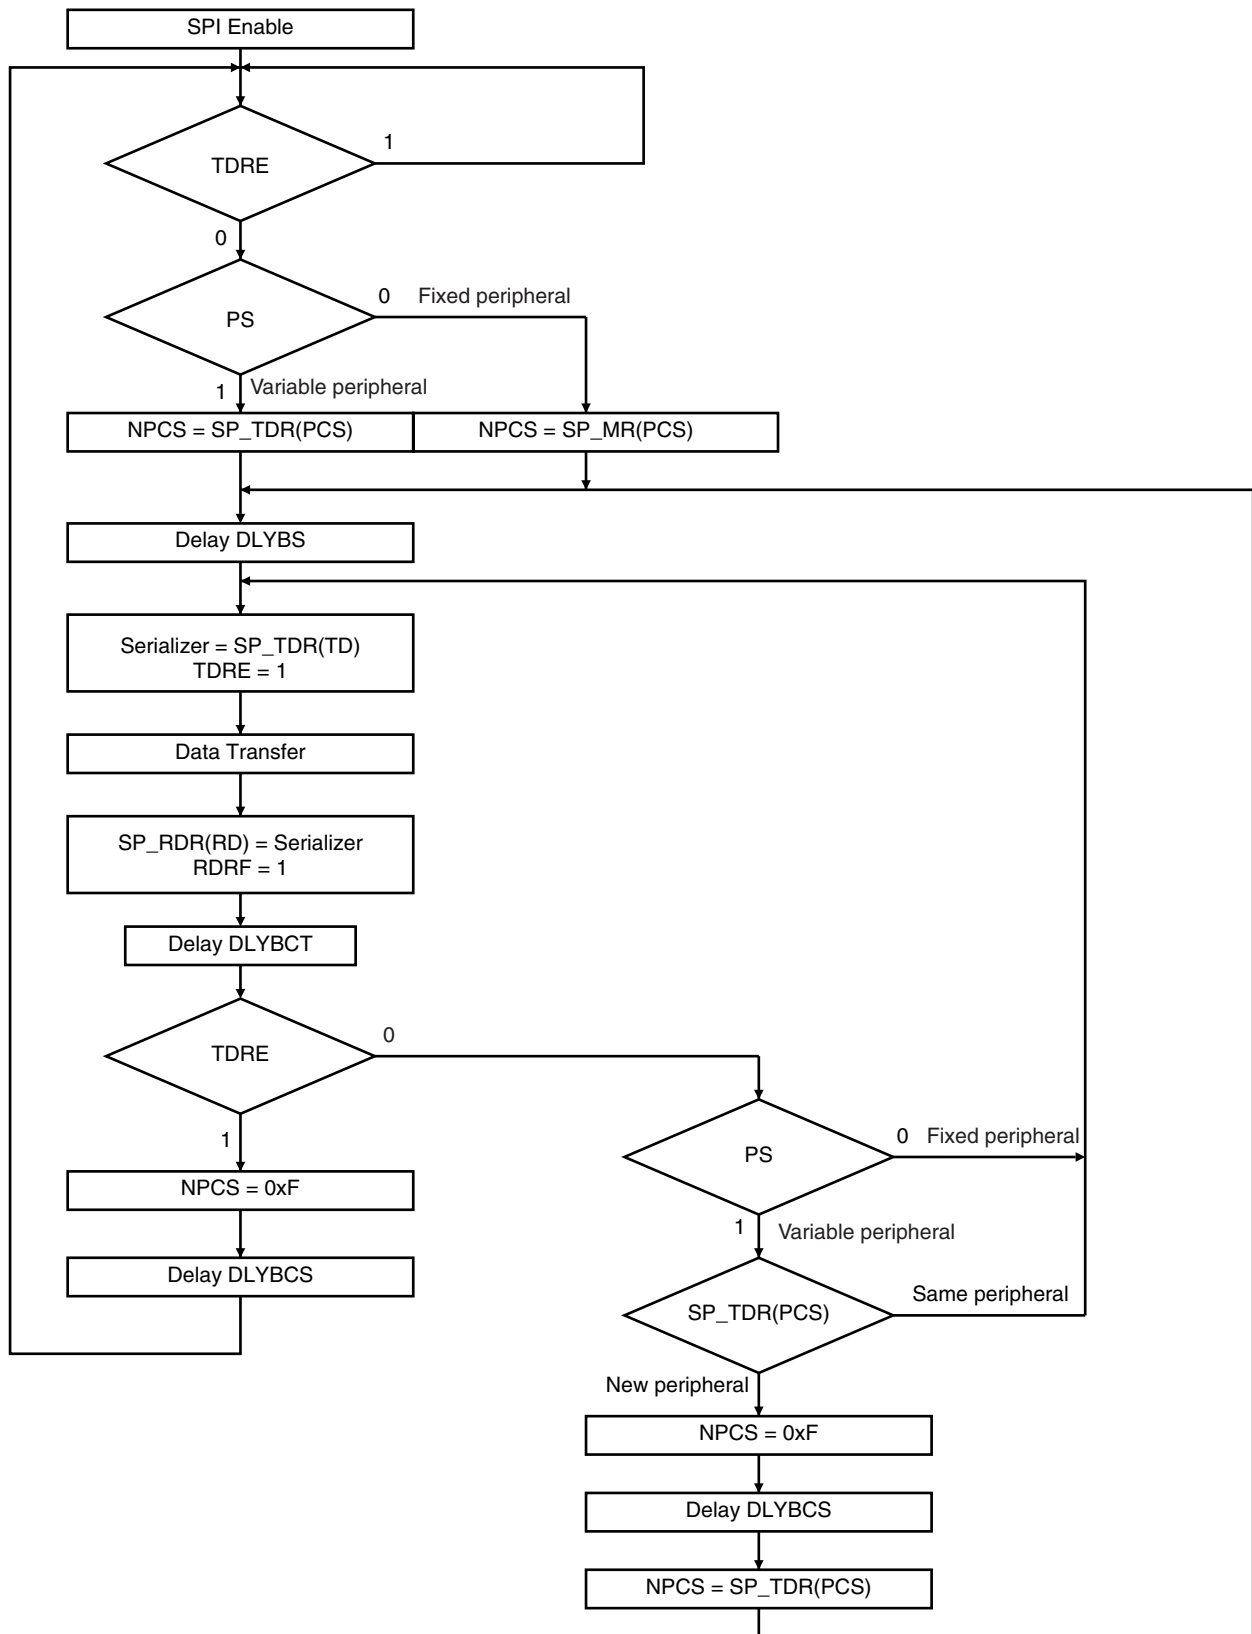 SPI Enable
1
TDRE
0
0 Fixed peripheral
PS
1 Variable peripheral
NPCS = SP_TDR(PCS)
NPCS = SP_MR(PCS)
Delay DLYBS
Serializer = SP_TDR(TD)
TDRE = 1
Data Transfer
SP_RDR(RD) = Serializer
RDRF = 1
Delay DLYBCT
0
TDRE
1
0 Fixed peripheral
PS
NPCS = 0xF
1 Variable peripheral
Delay DLYBCS
Same peripheral
SP_TDR(PCS)
New peripheral
NPCS = 0xF
Delay DLYBCS
NPCS = SP_TDR(PCS)